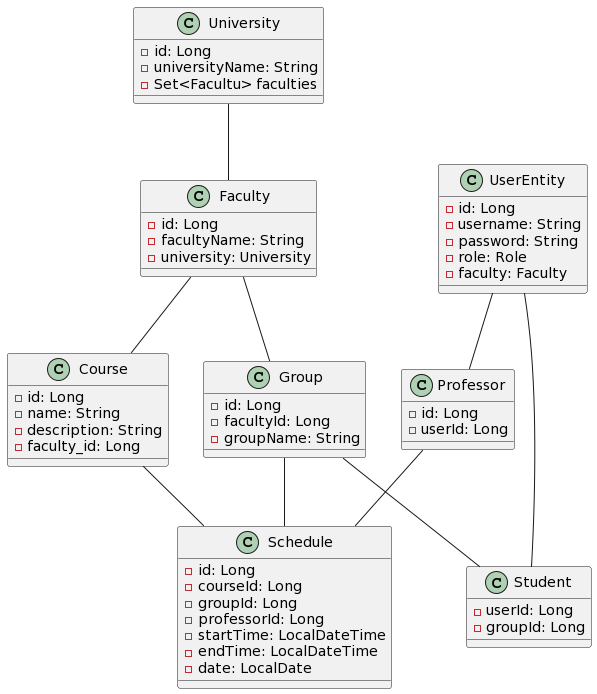 C University
id: Long
universityName: String
Set<Facultu> faculties
C Faculty
id: Long
facultyName: String
university: University
C UserEntity
id: Long
username: String
password: String
role: Role
faculty: Faculty
C Course
id: Long
name: String
description: String
faculty_id: Long
C Group
id: Long
facultyId: Long
groupName: String
C Professor
id: Long
userId: Long
C Schedule
id: Long
courseId: Long
groupId: Long
professorId: Long
startTime: LocalDateTime
endTime: LocalDateTime
date: LocalDate
C Student
userId: Long
groupId: Long